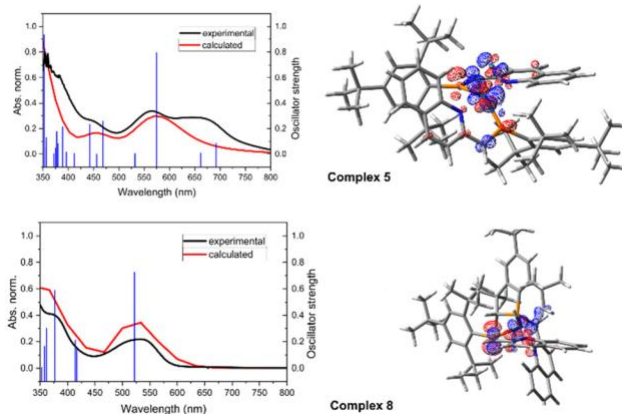 experimental
calculated
Abs. norm.
Oscillator strength
1.0
0.8
0.6
0.4
0.2
0.0
1.0
0.8
0.6
0.4
0.2
0.0
350 400 450 500 550 600 650 700 750 800
Wavelength (nm)
Complex 5
experimental
calculated
Abs. norm.
Oscillator strength
1.0
0.8
0.6
0.4
0.2
0.0
1.0
0.8
0.6
0.4
0.2
0.0
350 400 450 500 550 600 650 700 750 800
Wavelength (nm)
Complex 8